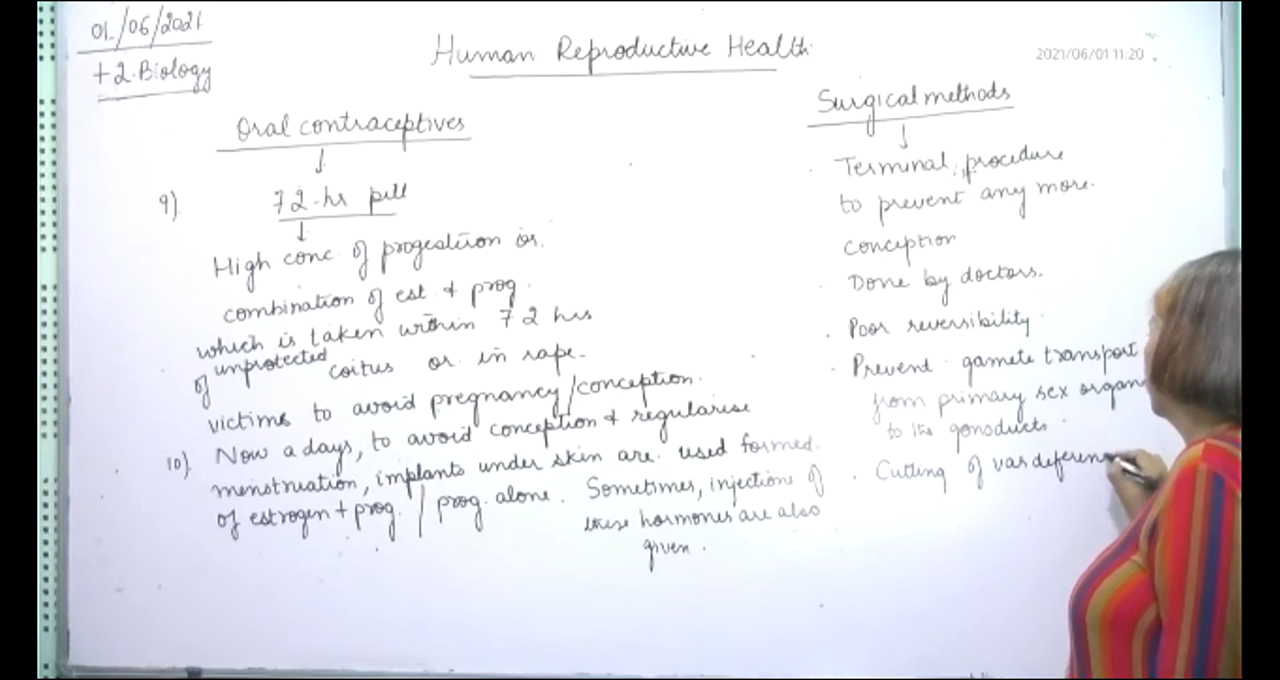 01/06/2021
+2 Biology
Human Reproductive Health
2021/06/01 11:20
Oral contraceptives
↓
9) 72-hr pill
↓
High conc of progestiron or
combination of est + prog.
which is taken within 72 hrs
of unprotected coitus or in rape
victims to avoid pregnancy/conception.
10) Now a days, to avoid conception & regularise
menstruation, implants under skin are used formed
of estrogen + prog. / prog. alone. Sometimes, injections of
these hormones are also
given.
Surgical methods
↓
. Terminal, procedure
to prevent any more
conception
. Done by doctors.
. Poor reversibility
. Prevent gamete transport
from primary sex organ
to its gonoducts.
. Cutting of vas deferen